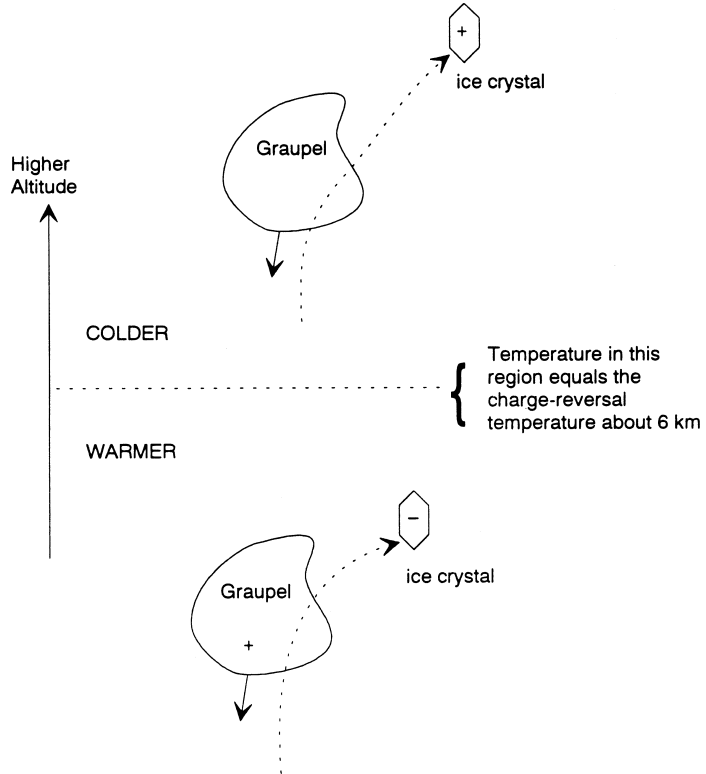 +
ice crystal
Graupel
Higher
Altitude
COLDER
Temperature in this
region equals the
charge-reversal
temperature about 6 km
WARMER
−
ice crystal
Graupel
+